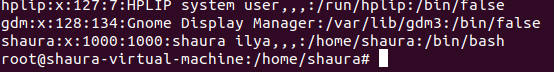 hplip:x:127:7:HPLIP system user,,,:/run/hplip:/bin/false
gdm:x:128:134:Gnome Display Manager:/var/lib/gdm3:/bin/false
shaura:x:1000:1000:shaura ilya,,,:/home/shaura:/bin/bash
root@shaura-virtual-machine:/home/shaura#